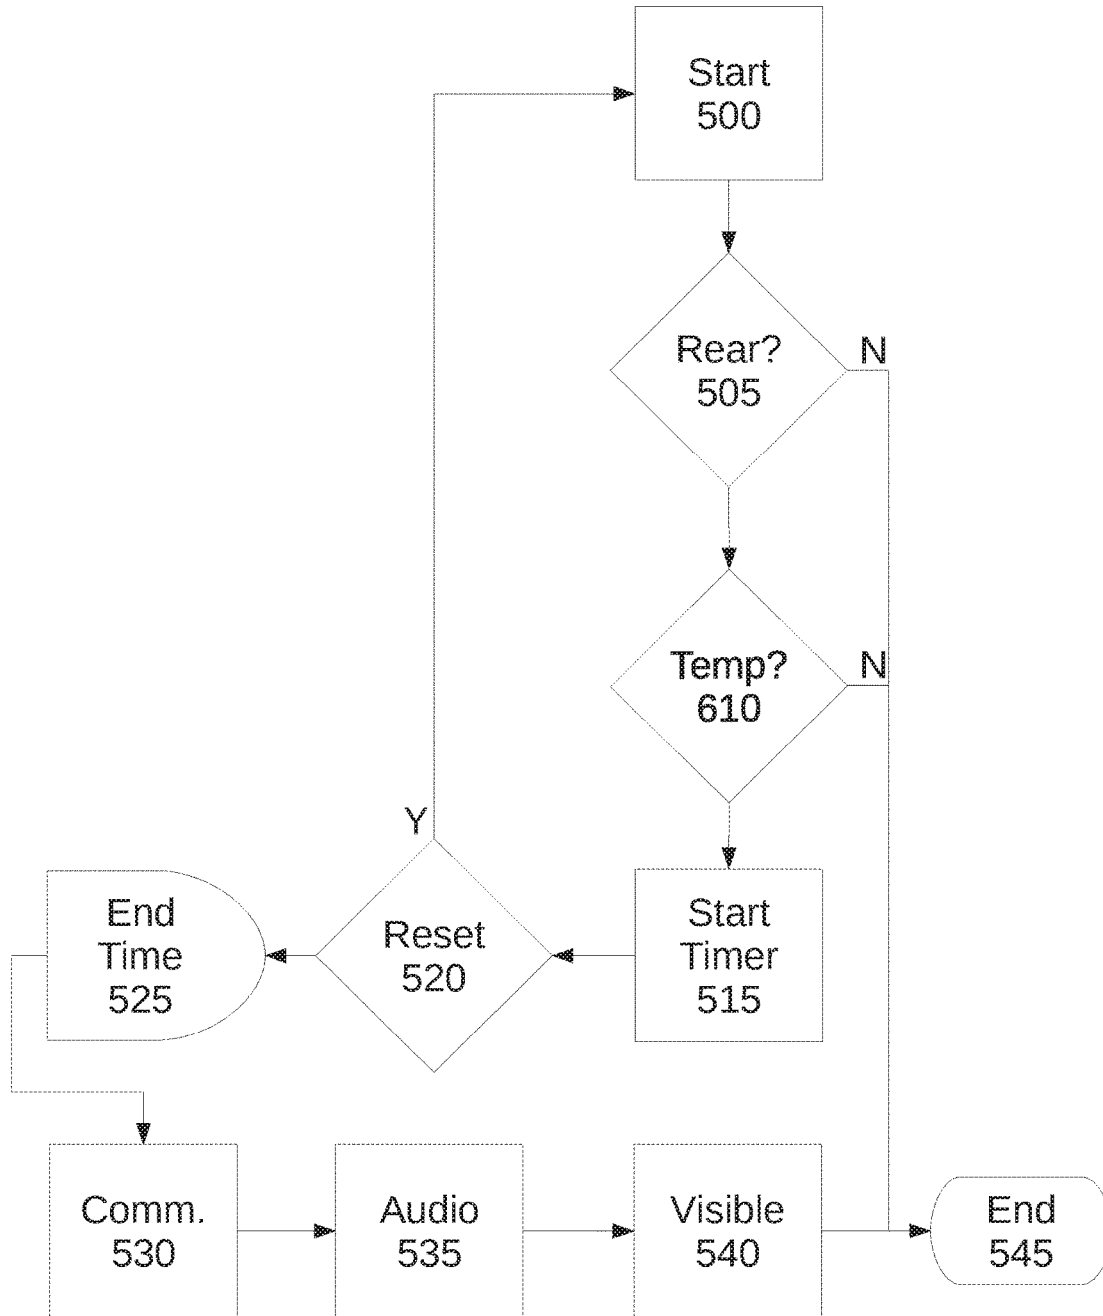 Start
500
Rear?
505
N
Temp?
610
N
Y
End
Time
525
Reset
520
Start
Timer
515
Comm.
530
Audio
535
Visible
540
End
545